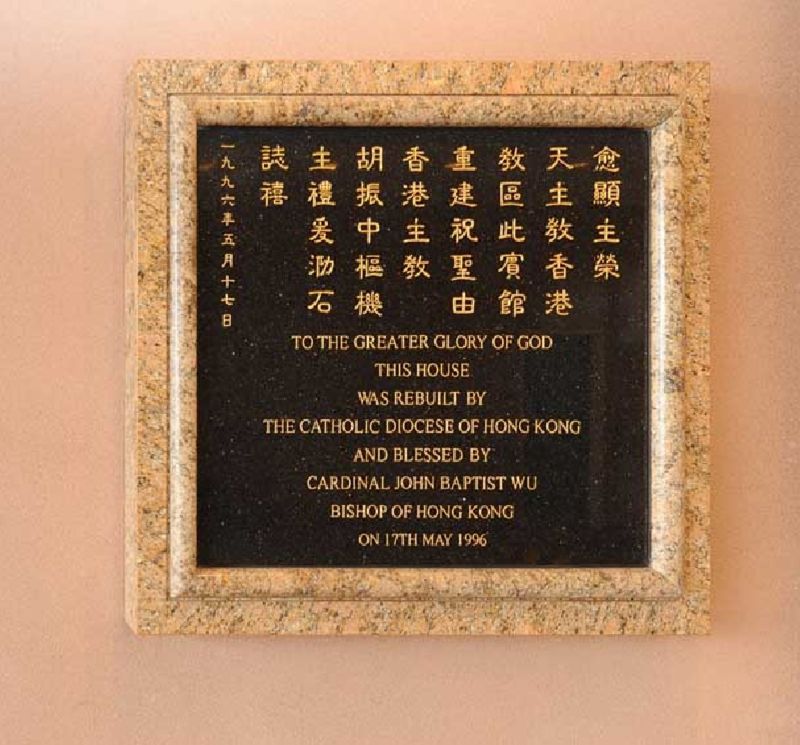 愈顯主榮
天主教香港
教區此賓館
重建祝聖由
香港主教
胡振中樞機
主禮爰泐石
誌禧
一九九六年五月十七日
TO THE GREATER GLORY OF GOD
THIS HOUSE
WAS REBUILT BY
THE CATHOLIC DIOCESE OF HONG KONG
AND BLESSED BY
CARDINAL JOHN BAPTIST WU
BISHOP OF HONG KONG
ON 17TH MAY 1996